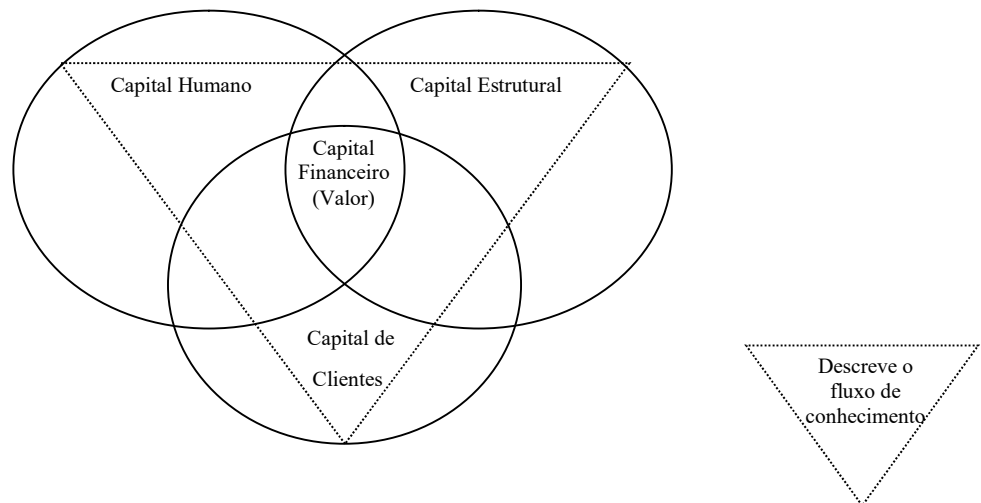 Capital Humano
Capital Estrutural
Capital
Financeiro
(Valor)
Capital de
Clientes
Descreve o
fluxo de
conhecimento